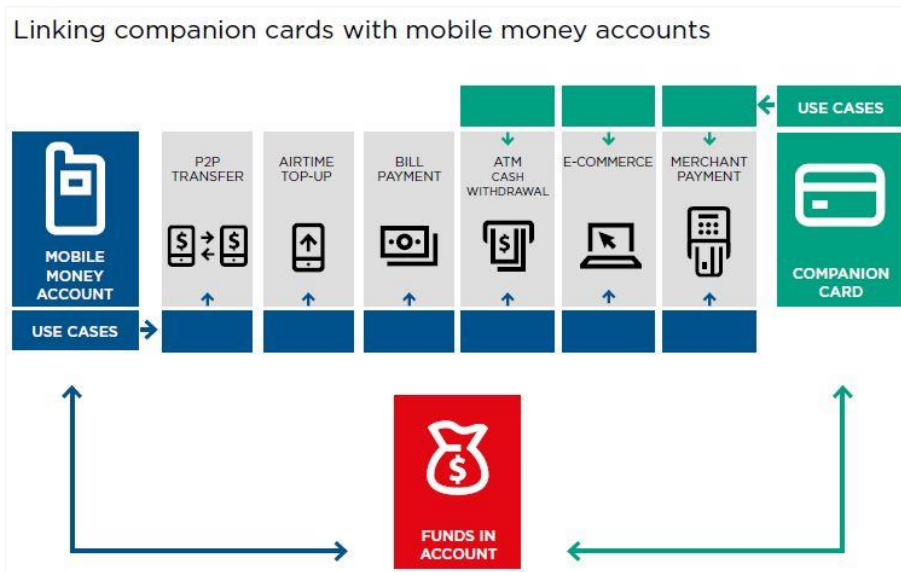 Linking companion cards with mobile money accounts
USE CASES
P2P
TRANSFER
AIRTIME
TOP-UP
BILL
PAYMENT
ATM
CASH
WITHDRAWAL
E-COMMERCE
MERCHANT
PAYMENT
$
$
$
MOBILE
MONEY
ACCOUNT
COMPANION
CARD
USE CASES
$
FUNDS IN
ACCOUNT